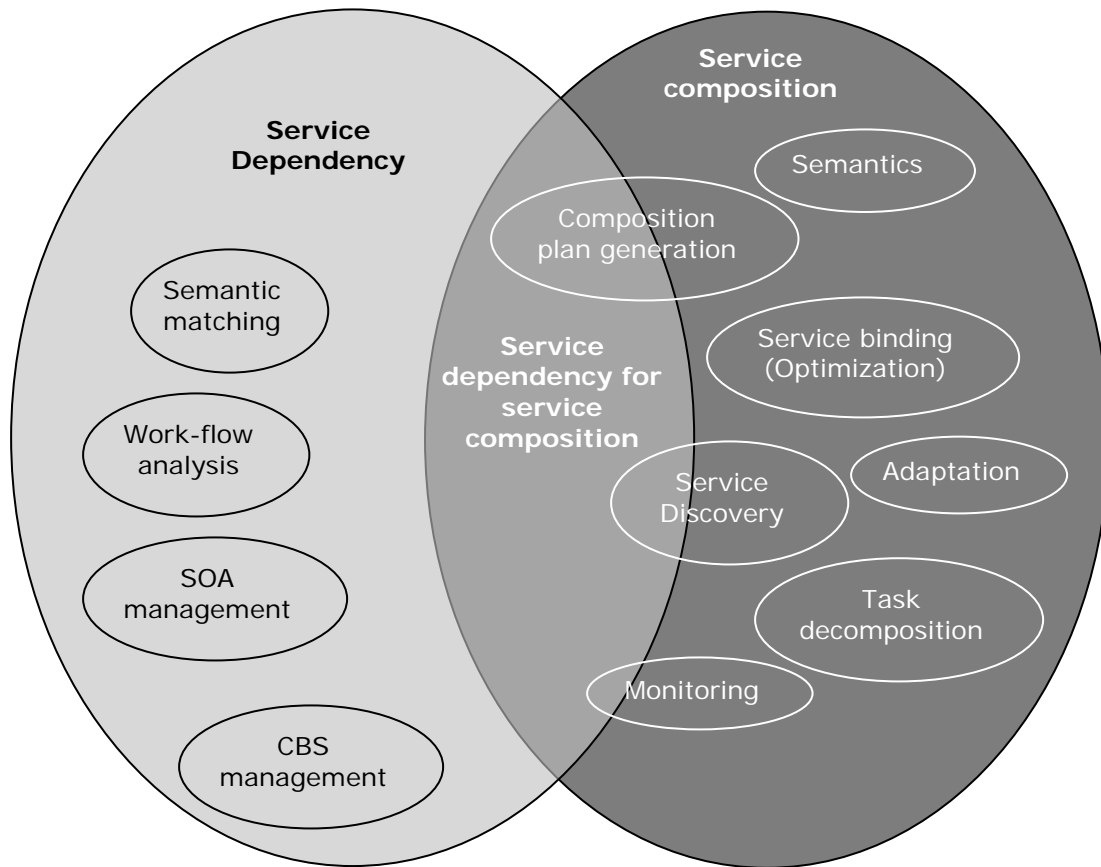 Service
Dependency
Semantic
matching
Work-flow
analysis
SOA
management
CBS
management
Service
dependency for
service
composition
Service
composition
Semantics
Composition
plan generation
Service binding
(Optimization)
Service
Discovery
Adaptation
Task
decomposition
Monitoring